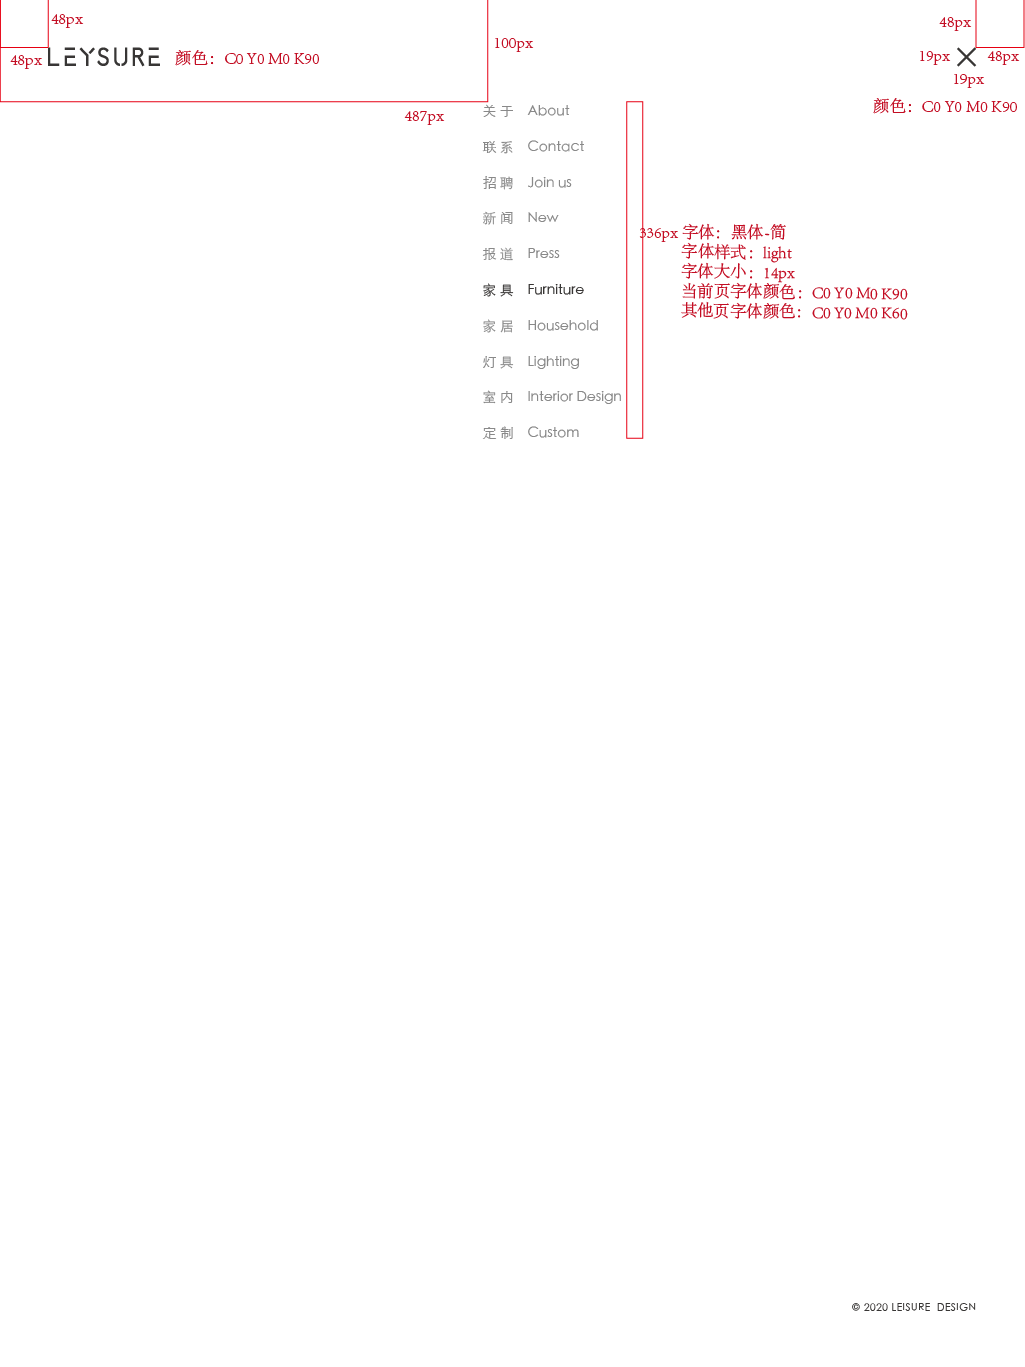 48px
48px
LEYSURE 颜色：C0 Y0 M0 K90
100px
487px
48px
19px
48px
19px
颜色：C0 Y0 M0 K90
关于 About
联系 Contact
招聘 Join us
新闻 New
报道 Press
家具 Furniture
家居 Household
灯具 Lighting
室内 Interior Design
定制 Custom
336px
字体：黑体-简
字体样式：light
字体大小：14px
当前页字体颜色：C0 Y0 M0 K90
其他页字体颜色：C0 Y0 M0 K60
© 2020 LEISURE DESIGN